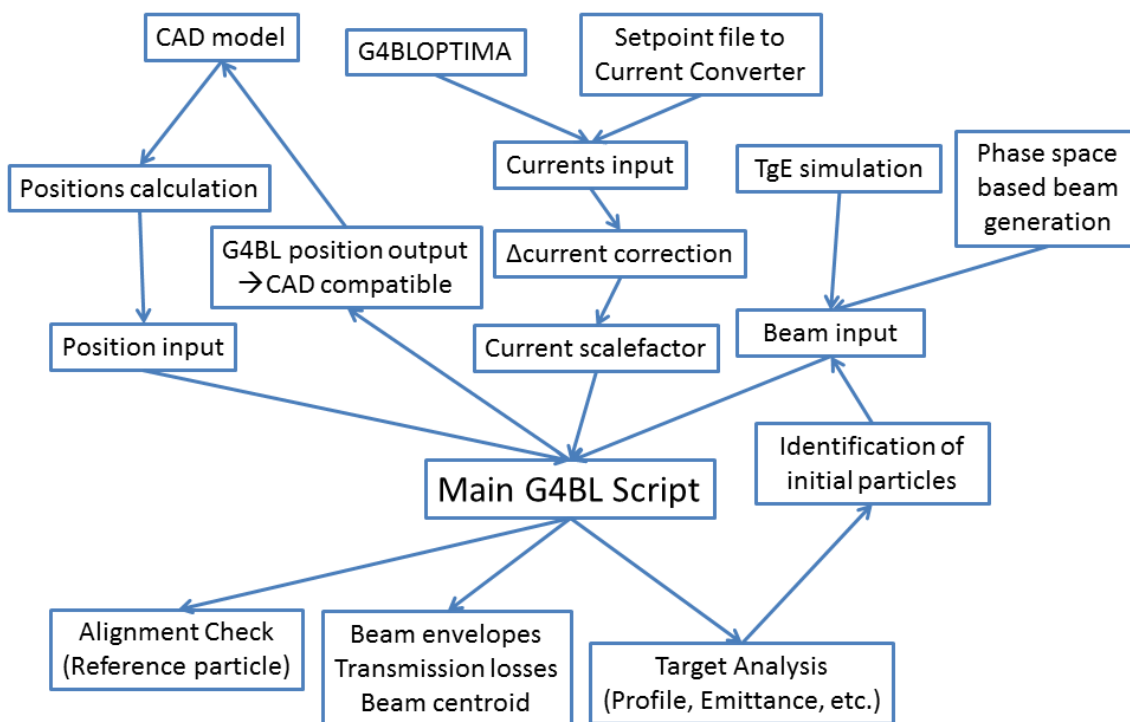 CAD model
G4BLOPTIMA
Setpoint file to
Current Converter
Positions calculation
Currents input
TgE simulation
Phase space
based beam
generation
G4BL position output
→CAD compatible
Δcurrent correction
Position input
Current scalefactor
Beam input
Main G4BL Script
Identification of
initial particles
Alignment Check
(Reference particle)
Beam envelopes
Transmission losses
Beam centroid
Target Analysis
(Profile, Emittance, etc.)